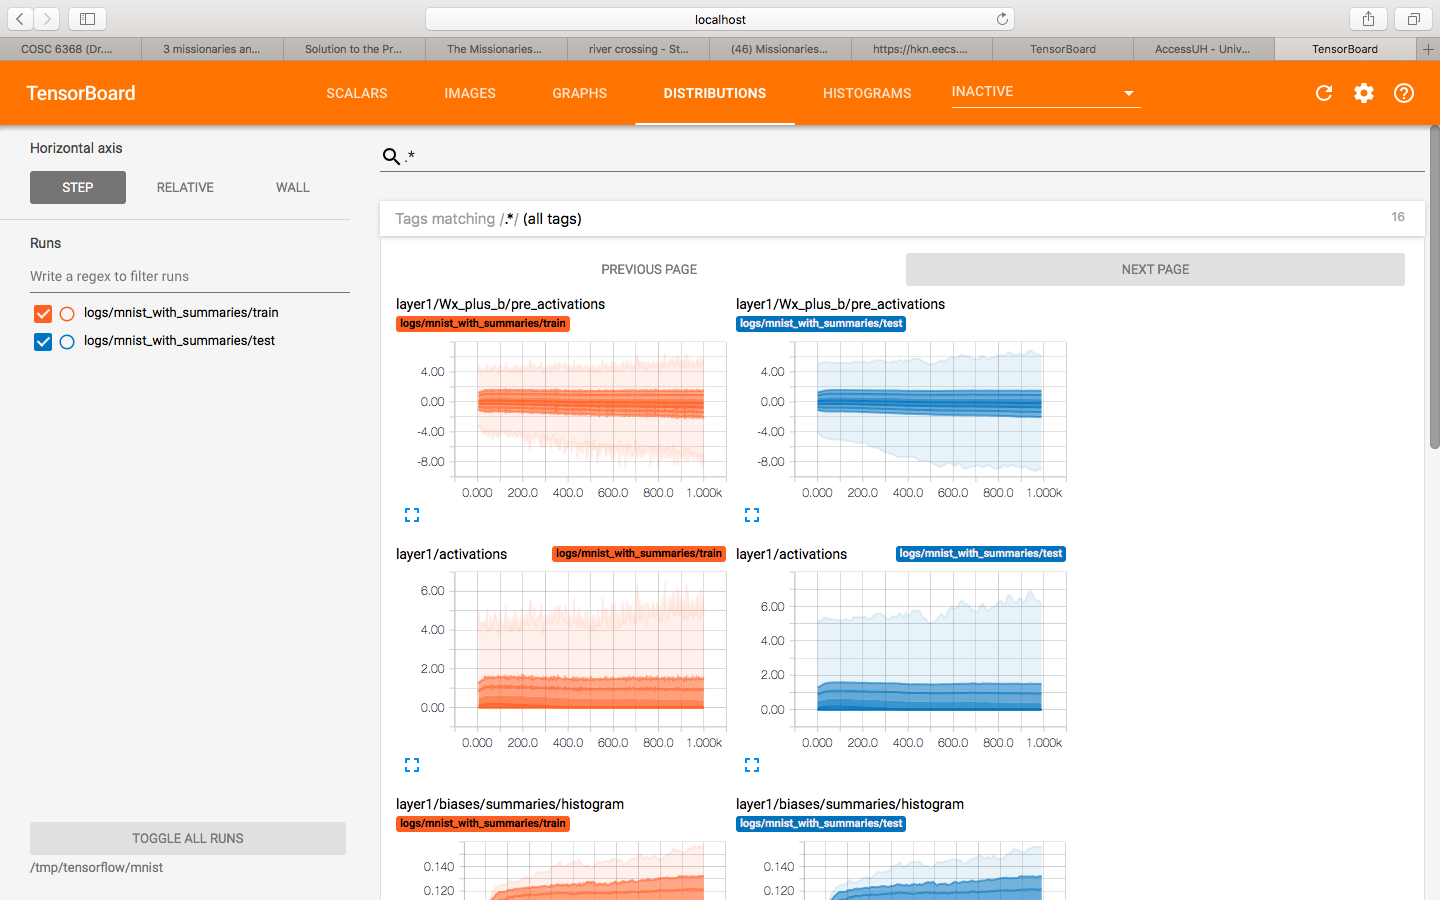 localhost
COSC 6368 (Dr.... 3 missionaries an... Solution to the Pr... The Missionaries... river crossing - St... (46) Missionaries... https://hkn.eecs.... TensorBoard AccessUH - Univ... TensorBoard
TensorBoard SCALARS IMAGES GRAPHS DISTRIBUTIONS HISTOGRAMS INACTIVE
Horizontal axis
STEP RELATIVE WALL
Runs
Write a regex to filter runs
logs/mnist_with_summaries/train
logs/mnist_with_summaries/test
TOGGLE ALL RUNS
/tmp/tensorflow/mnist
.*
Tags matching /.*/ (all tags) 16
PREVIOUS PAGE NEXT PAGE
layer1/Wx_plus_b/pre_activations
logs/mnist_with_summaries/train
4.00
0.00
-4.00
-8.00
0.000 200.0 400.0 600.0 800.0 1.000k
layer1/Wx_plus_b/pre_activations
logs/mnist_with_summaries/test
4.00
0.00
-4.00
-8.00
0.000 200.0 400.0 600.0 800.0 1.000k
layer1/activations logs/mnist_with_summaries/train
6.00
4.00
2.00
0.00
0.000 200.0 400.0 600.0 800.0 1.000k
layer1/activations logs/mnist_with_summaries/test
6.00
4.00
2.00
0.00
0.000 200.0 400.0 600.0 800.0 1.000k
layer1/biases/summaries/histogram
logs/mnist_with_summaries/train
0.140
0.120
layer1/biases/summaries/histogram
logs/mnist_with_summaries/test
0.140
0.120